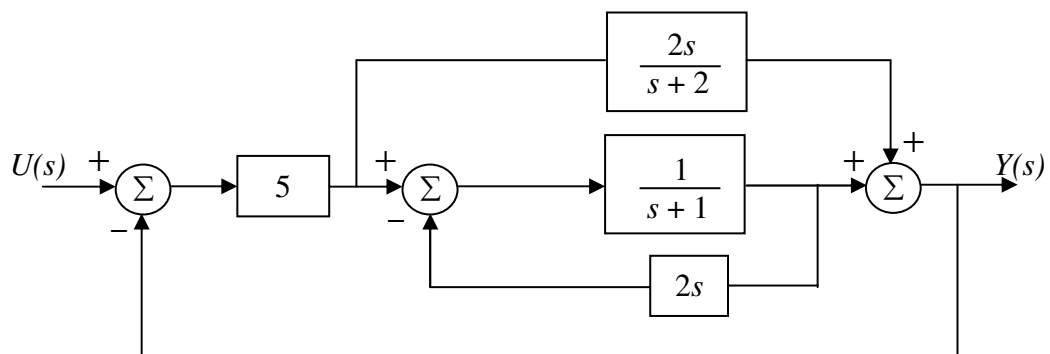 2s
s + 2
U(s) + Σ − 5 + Σ − 1
s + 1
+ + Σ Y(s)
2s